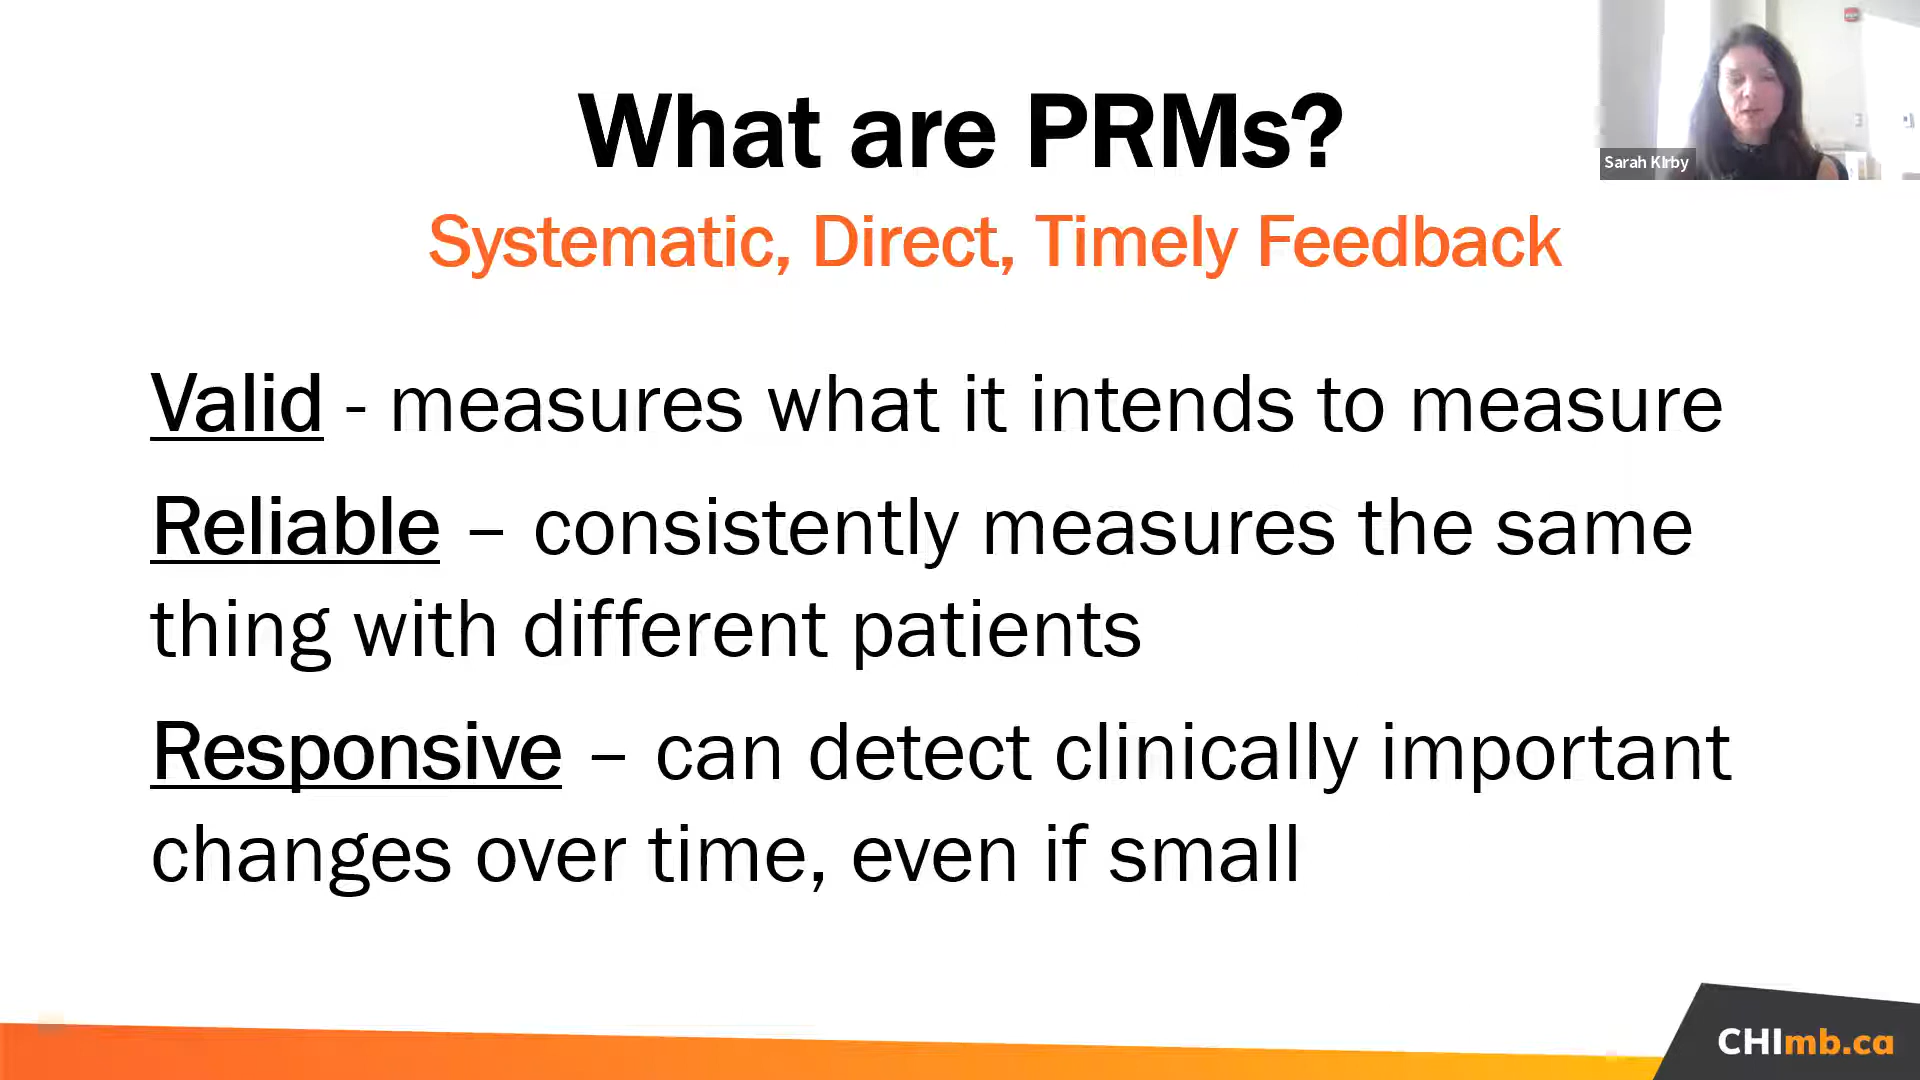 What are PRMs?
Sarah Kirby
Systematic, Direct, Timely Feedback
Valid - measures what it intends to measure
Reliable – consistently measures the same
thing with different patients
Responsive – can detect clinically important
changes over time, even if small
CHImb.ca